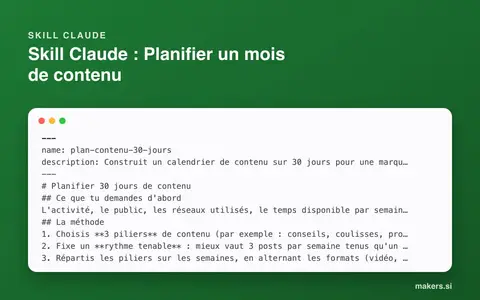 SKILL CLAUDE
Skill Claude : Planifier un mois
de contenu
---
name: plan-contenu-30-jours
description: Construit un calendrier de contenu sur 30 jours pour une marqu…
---
# Planifier 30 jours de contenu
## Ce que tu demandes d'abord
L'activité, le public, les réseaux utilisés, le temps disponible par semain…
## La méthode
1. Choisis **3 piliers** de contenu (par exemple : conseils, coulisses, pro…
2. Fixe un **rythme tenable** : mieux vaut 3 posts par semaine tenus qu'un …
3. Répartis les piliers sur les semaines, en alternant les formats (vidéo, …
makers.si